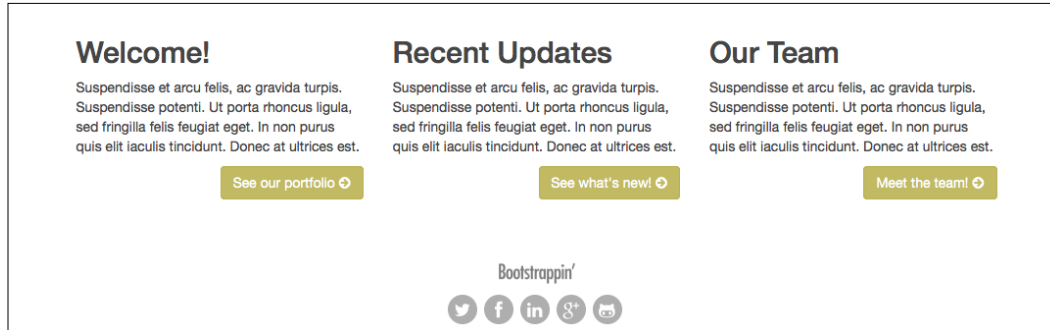 Welcome!
Suspendisse et arcu felis, ac gravida turpis.
Suspendisse potenti. Ut porta rhoncus ligula,
sed fringilla felis feugiat eget. In non purus
quis elit iaculis tincidunt. Donec at ultrices est.
See our portfolio
Recent Updates
Suspendisse et arcu felis, ac gravida turpis.
Suspendisse potenti. Ut porta rhoncus ligula,
sed fringilla felis feugiat eget. In non purus
quis elit iaculis tincidunt. Donec at ultrices est.
See what's new!
Our Team
Suspendisse et arcu felis, ac gravida turpis.
Suspendisse potenti. Ut porta rhoncus ligula,
sed fringilla felis feugiat eget. In non purus
quis elit iaculis tincidunt. Donec at ultrices est.
Meet the team!
Bootstrappin'
f in g+